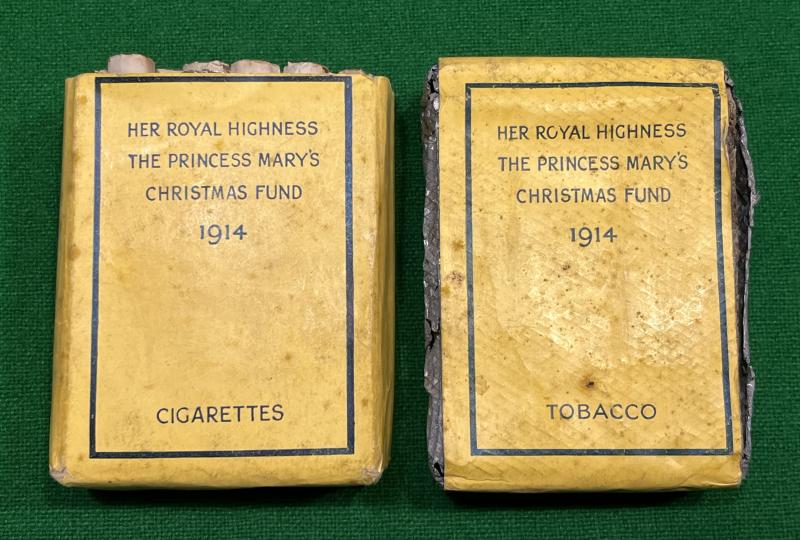 HER ROYAL HIGHNESS
THE PRINCESS MARY'S
CHRISTMAS FUND
1914
CIGARETTES
HER ROYAL HIGHNESS
THE PRINCESS MARY'S
CHRISTMAS FUND
1914
TOBACCO